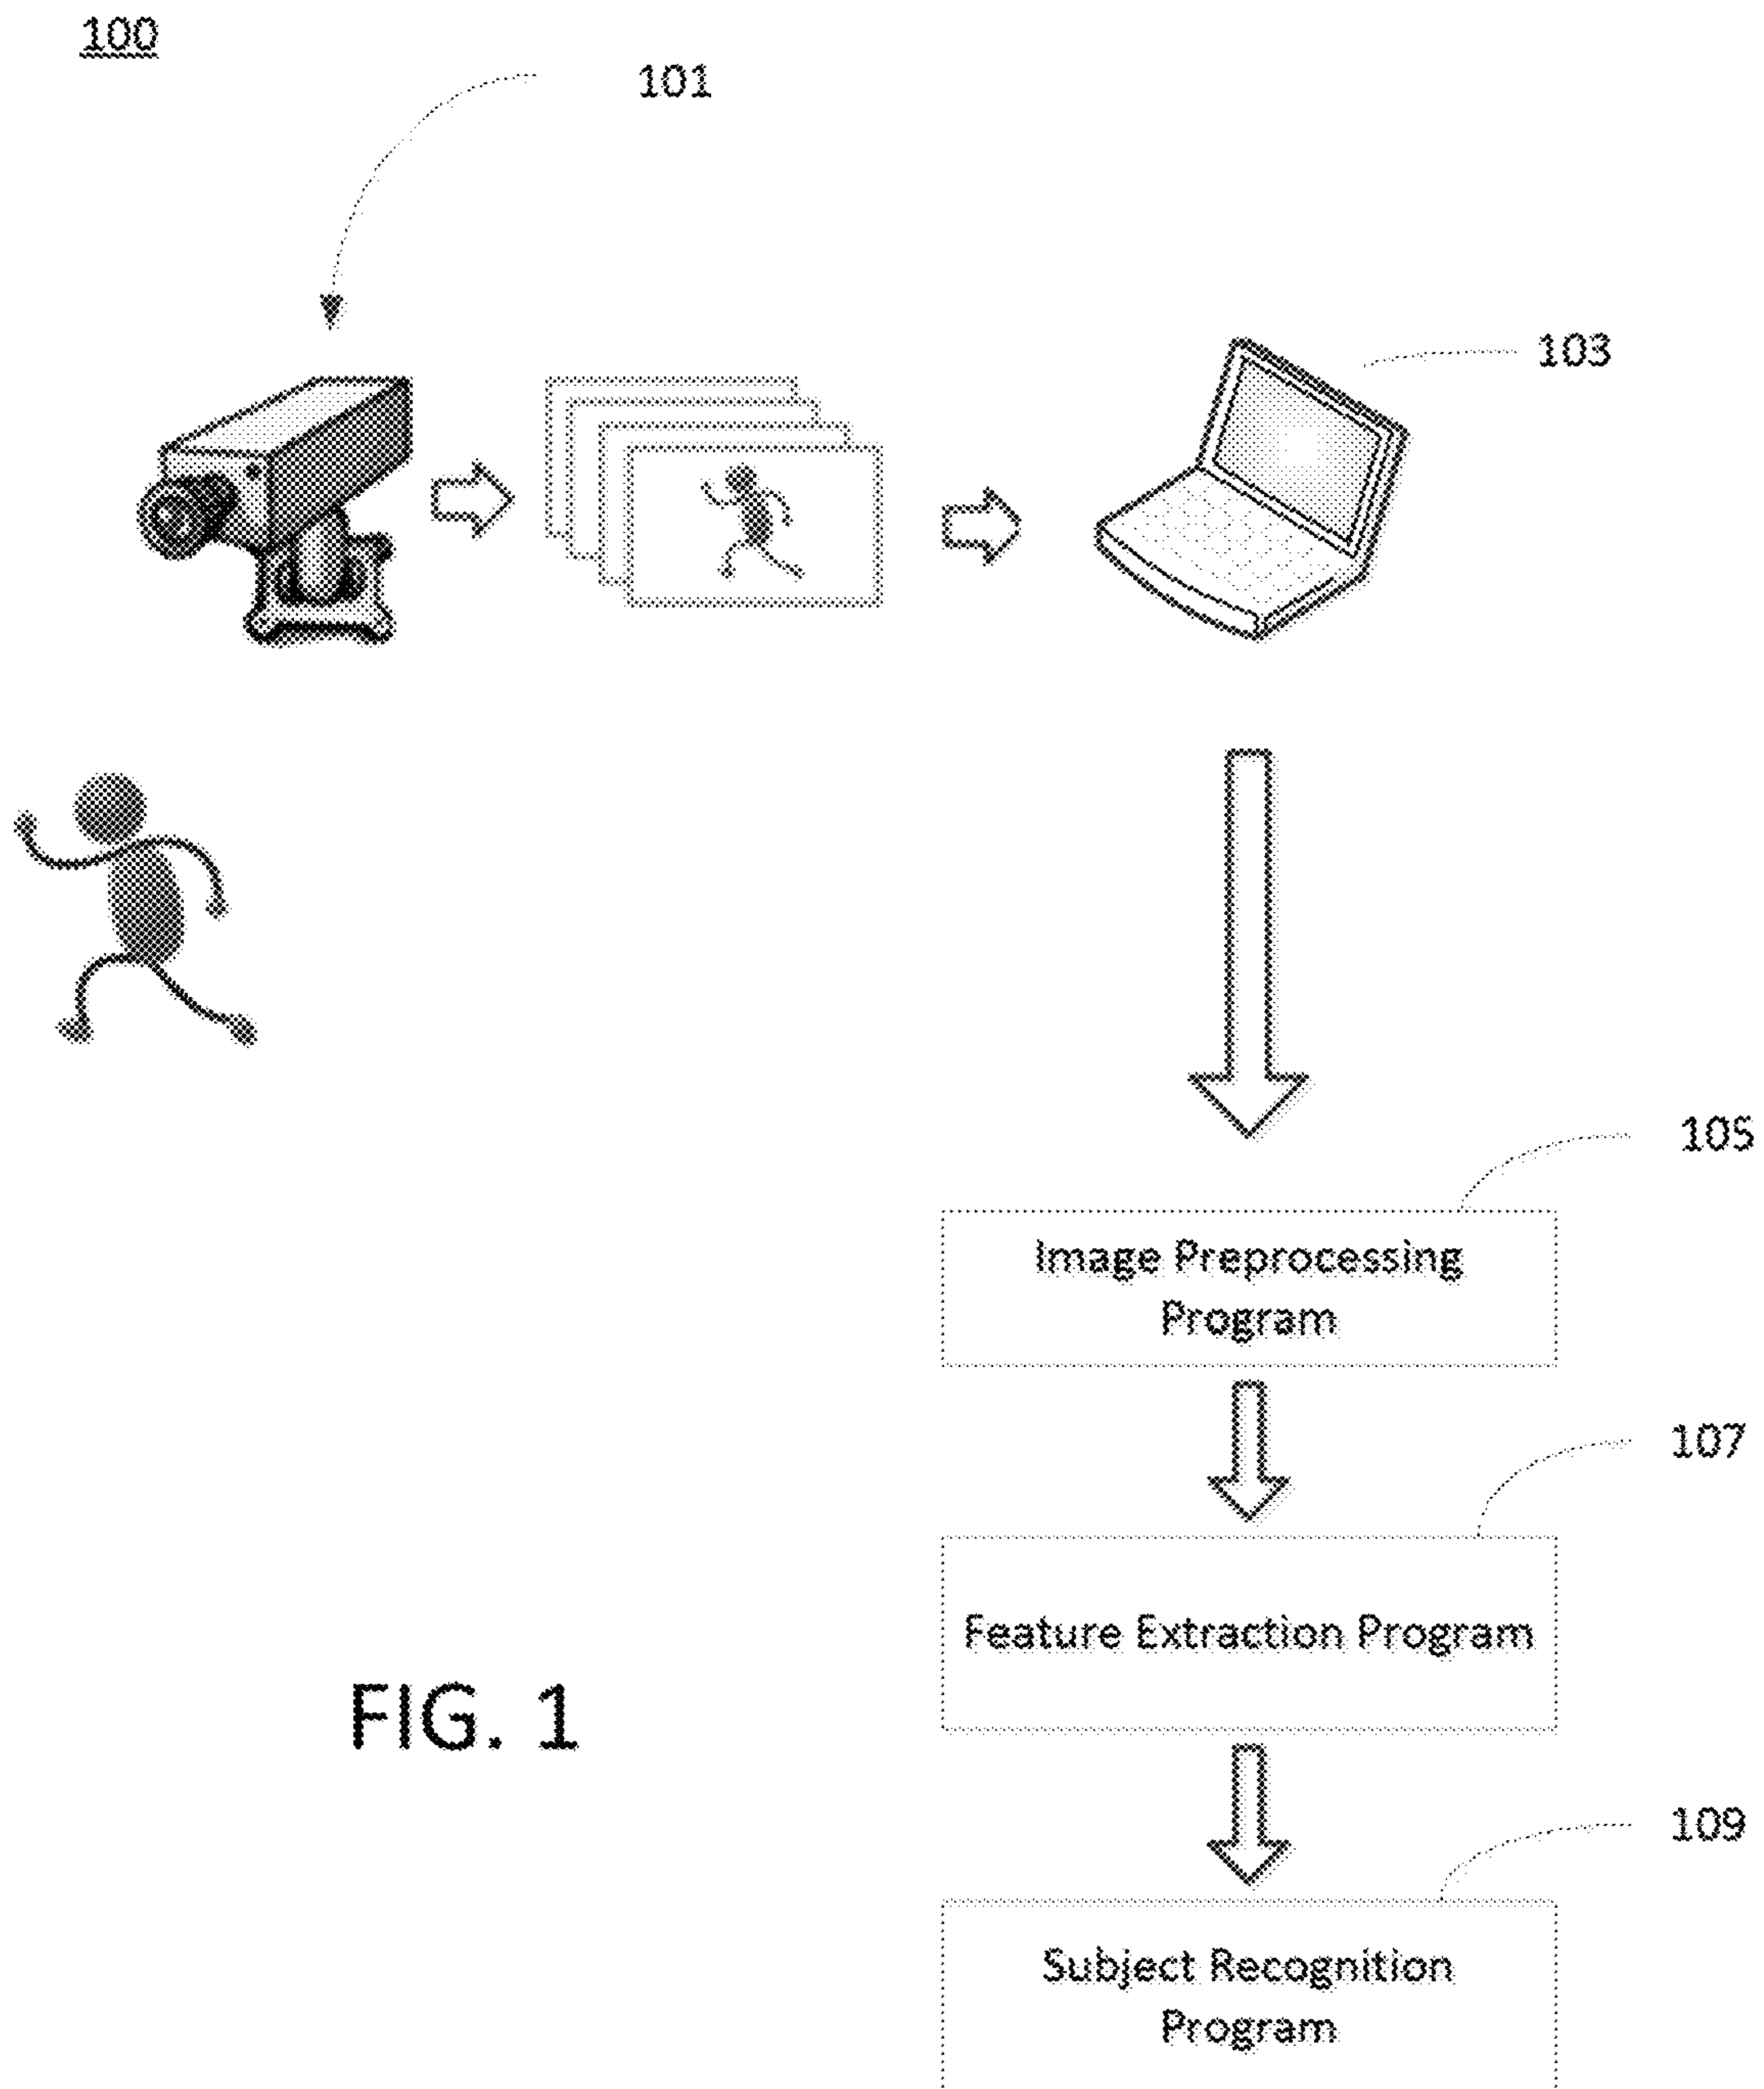 100
101
103
105
Image Preprocessing
Program
107
Feature Extraction Program
FIG. 1
109
Subject Recognition
Program